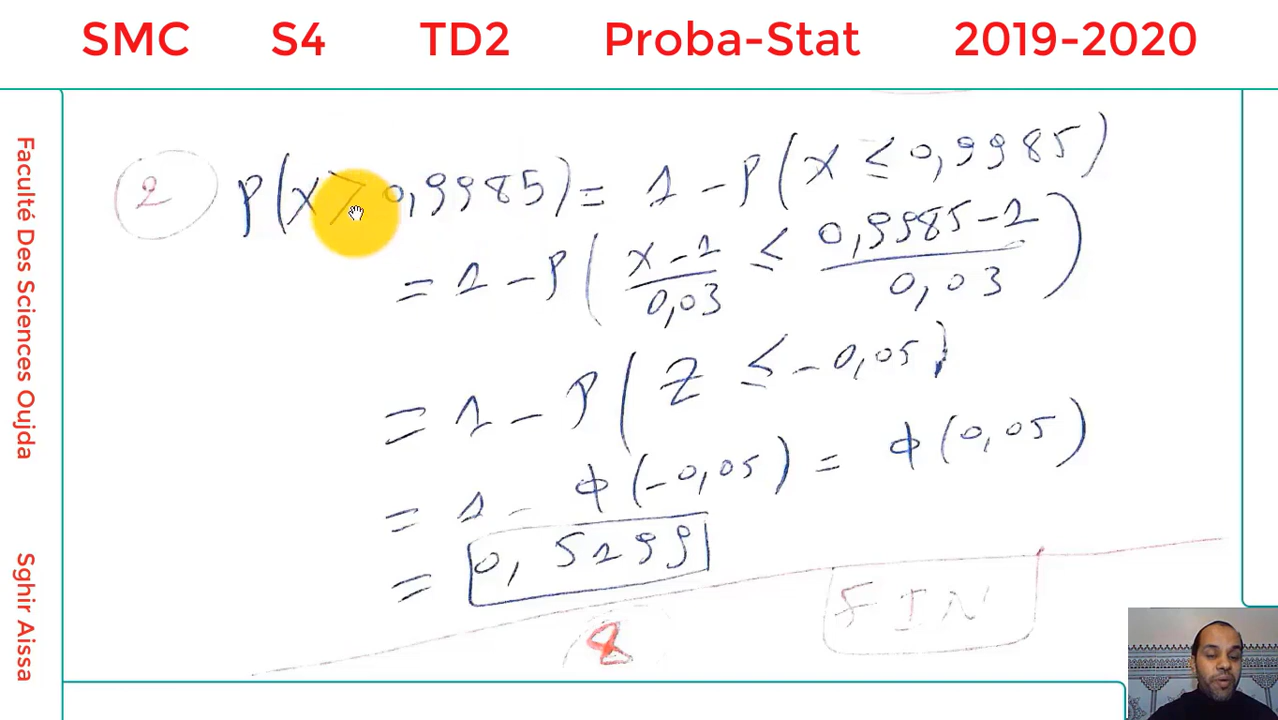 SMC S4 TD2 Proba-Stat 2019-2020
Faculté Des Sciences Oujda
Sghir Aissa
2 P(X > 0,9985) = 1 - P(X ≤ 0,9985)
= 1 - P(X-1/0,03 ≤ 0,9985-1/0,03)
= 1 - P(Z ≤ -0,05)
= 1 - Φ(-0,05) = Φ(0,05)
= 0,5199
FIN
8